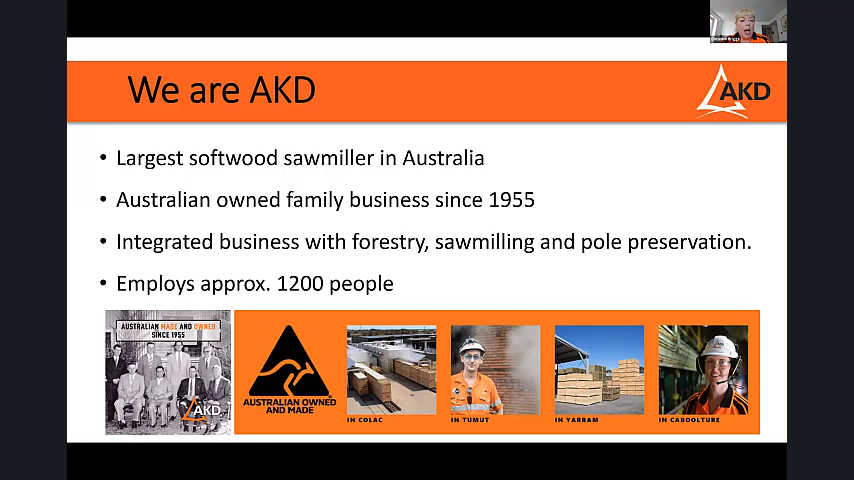 We are AKD
AKD
• Largest softwood sawmiller in Australia
• Australian owned family business since 1955
• Integrated business with forestry, sawmilling and pole preservation.
• Employs approx. 1200 people
AUSTRALIAN MADE AND OWNED
SINCE 1955
AKD
AUSTRALIAN OWNED
AND MADE
IN COLAC
IN TUMUT
IN YARRAM
IN CABOOLTURE